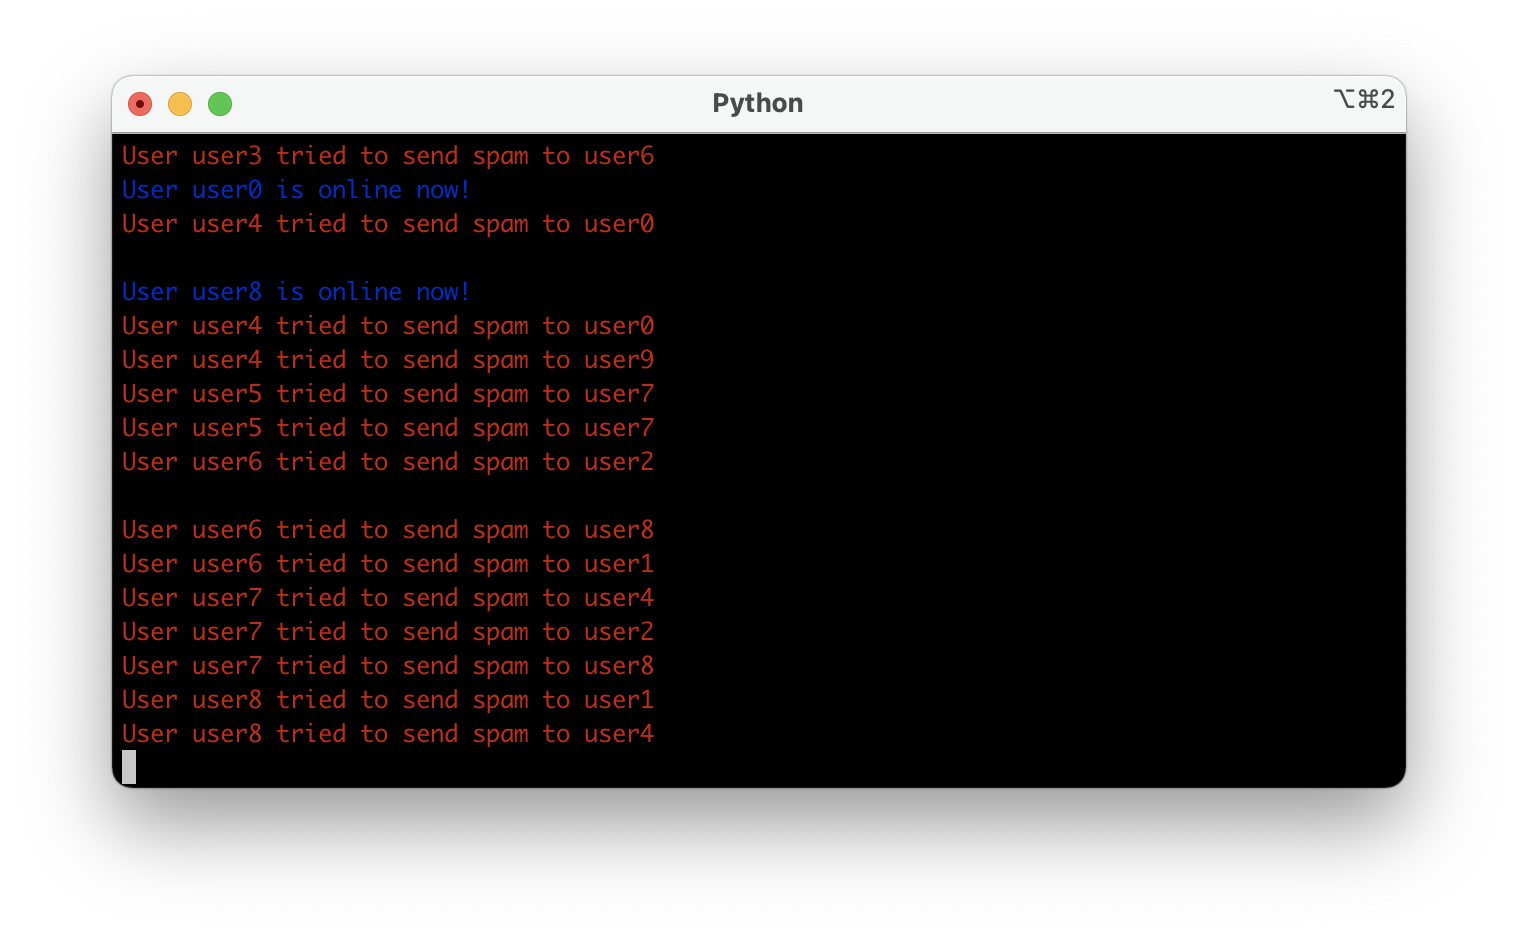 Python
⌥⌘2
User user3 tried to send spam to user6
User user0 is online now!
User user4 tried to send spam to user0
User user8 is online now!
User user4 tried to send spam to user0
User user4 tried to send spam to user9
User user5 tried to send spam to user7
User user5 tried to send spam to user7
User user6 tried to send spam to user2
User user6 tried to send spam to user8
User user6 tried to send spam to user1
User user7 tried to send spam to user4
User user7 tried to send spam to user2
User user7 tried to send spam to user8
User user8 tried to send spam to user1
User user8 tried to send spam to user4